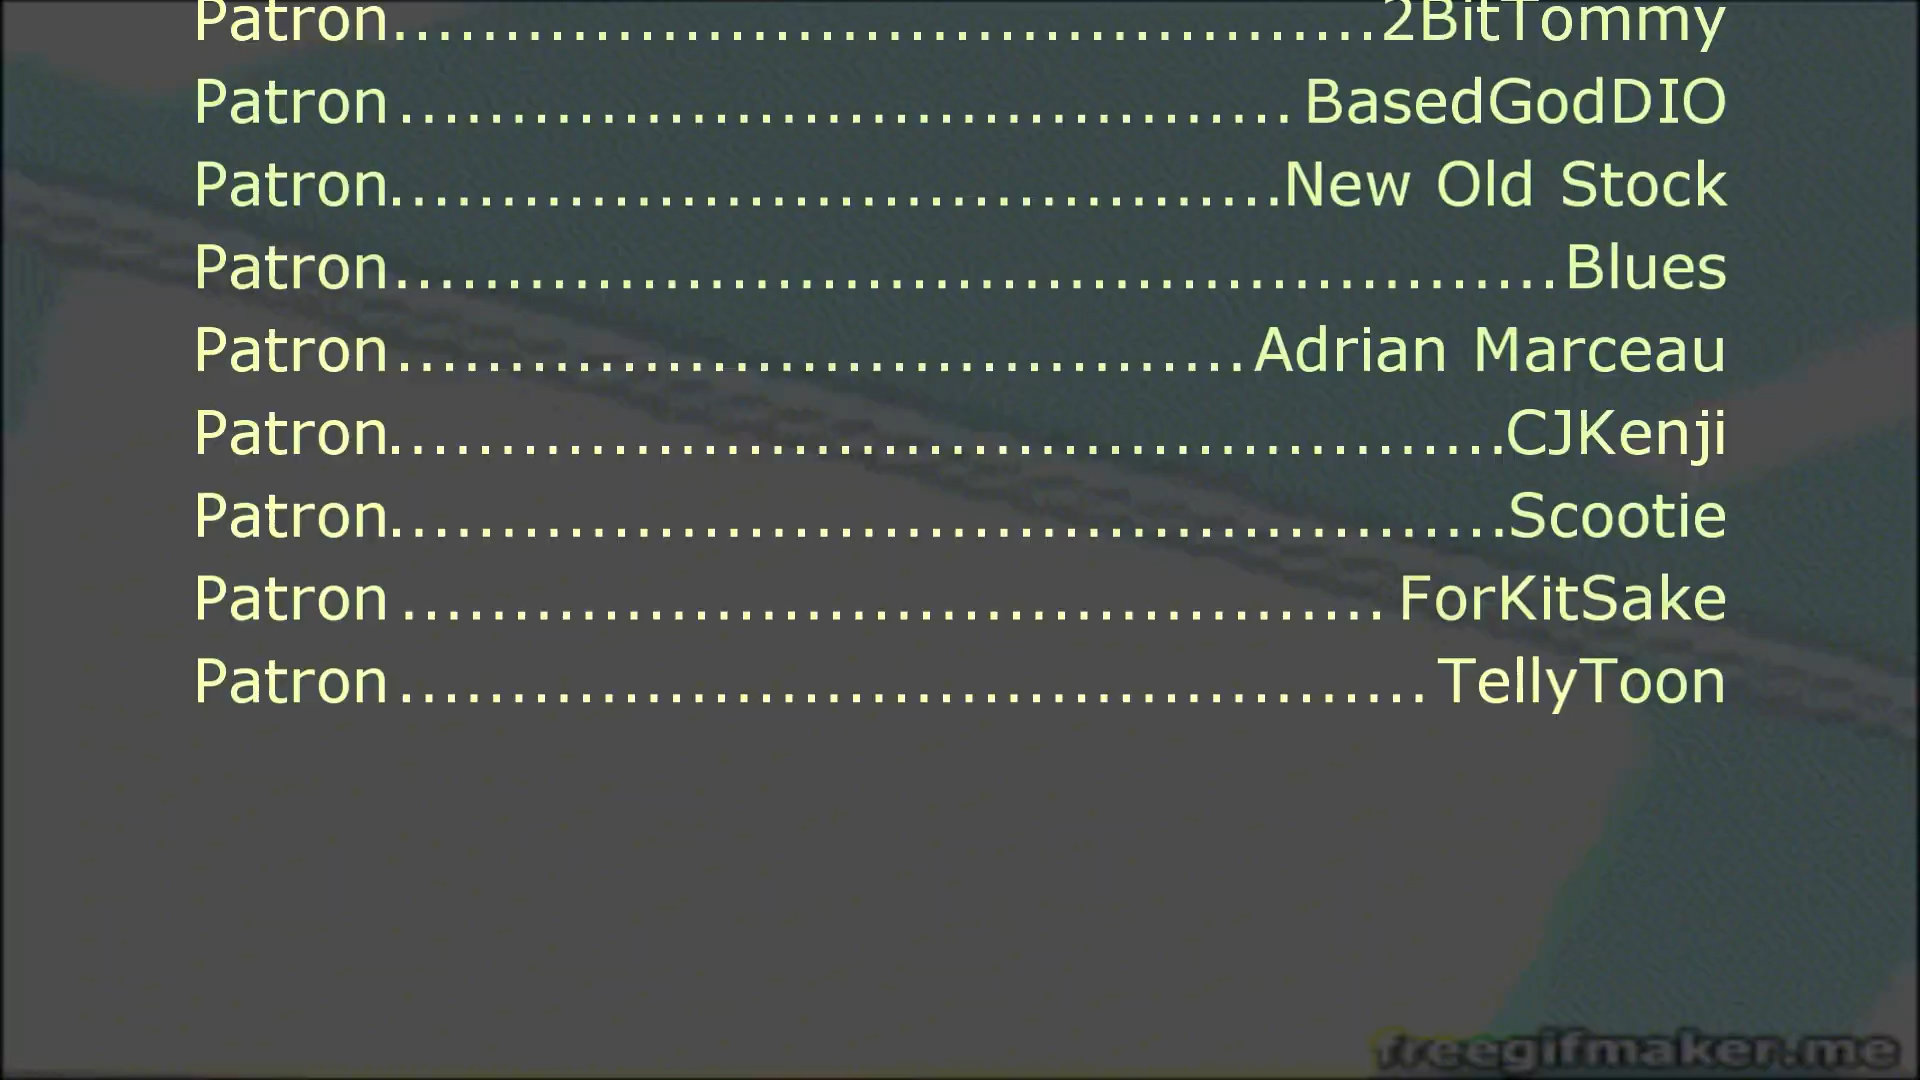 Patron............................................2BitTommy
Patron........................................BasedGodDIO
Patron........................................New Old Stock
Patron....................................................Blues
Patron......................................Adrian Marceau
Patron..................................................CJKenji
Patron..................................................Scootie
Patron............................................ForKitSake
Patron..............................................TellyToon
freegifmaker.me